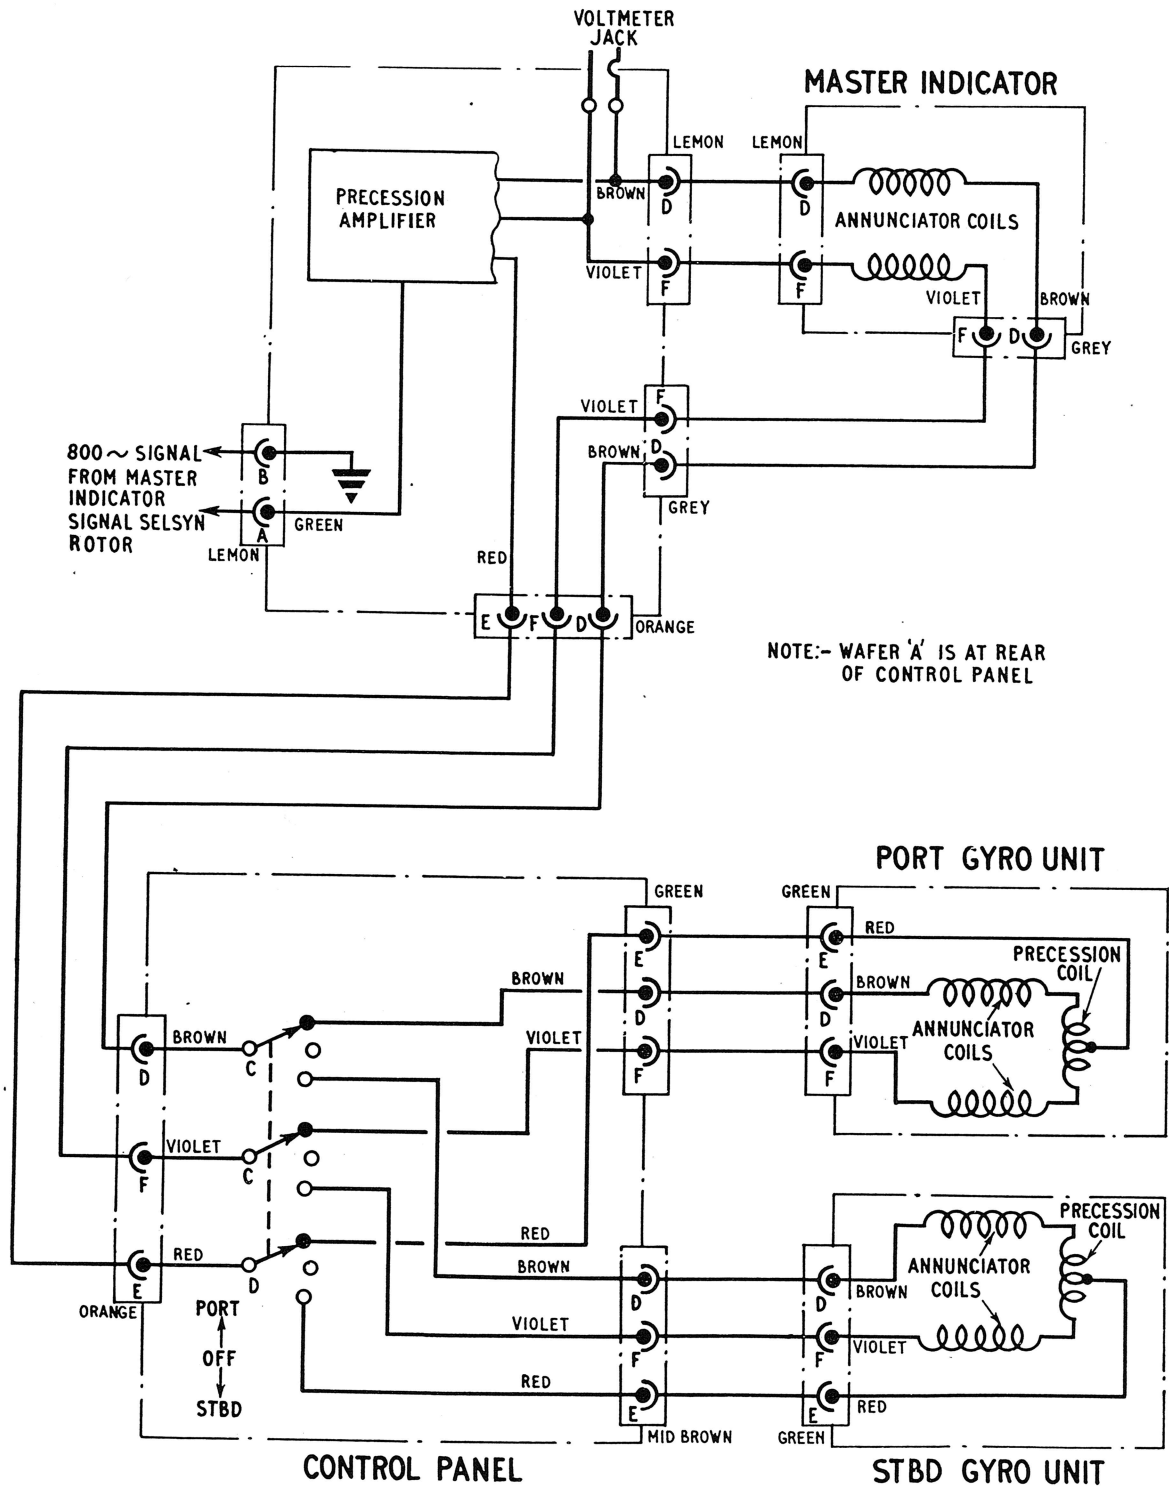 VOLTMETER
JACK
MASTER INDICATOR
LEMON
LEMON
PRECESSION
AMPLIFIER
BROWN
D
D
ANNUNCIATOR COILS
VIOLET
F
F
VIOLET
BROWN
F
D
GREY
VIOLET
F
BROWN
D
GREY
800～ SIGNAL
FROM MASTER
INDICATOR
SIGNAL SELSYN
ROTOR
B
A
GREEN
LEMON
RED
E
F
D
ORANGE
NOTE:- WAFER 'A' IS AT REAR
OF CONTROL PANEL
PORT GYRO UNIT
GREEN
GREEN
E
E
RED
PRECESSION
COIL
BROWN
D
D
BROWN
ANNUNCIATOR
COILS
VIOLET
F
F
VIOLET
D
BROWN
C
F
VIOLET
C
E
RED
D
ORANGE
PORT
OFF
STBD
RED
BROWN
D
D
BROWN
ANNUNCIATOR
COILS
PRECESSION
COIL
VIOLET
F
F
VIOLET
RED
E
E
RED
MID BROWN
GREEN
CONTROL PANEL
STBD GYRO UNIT